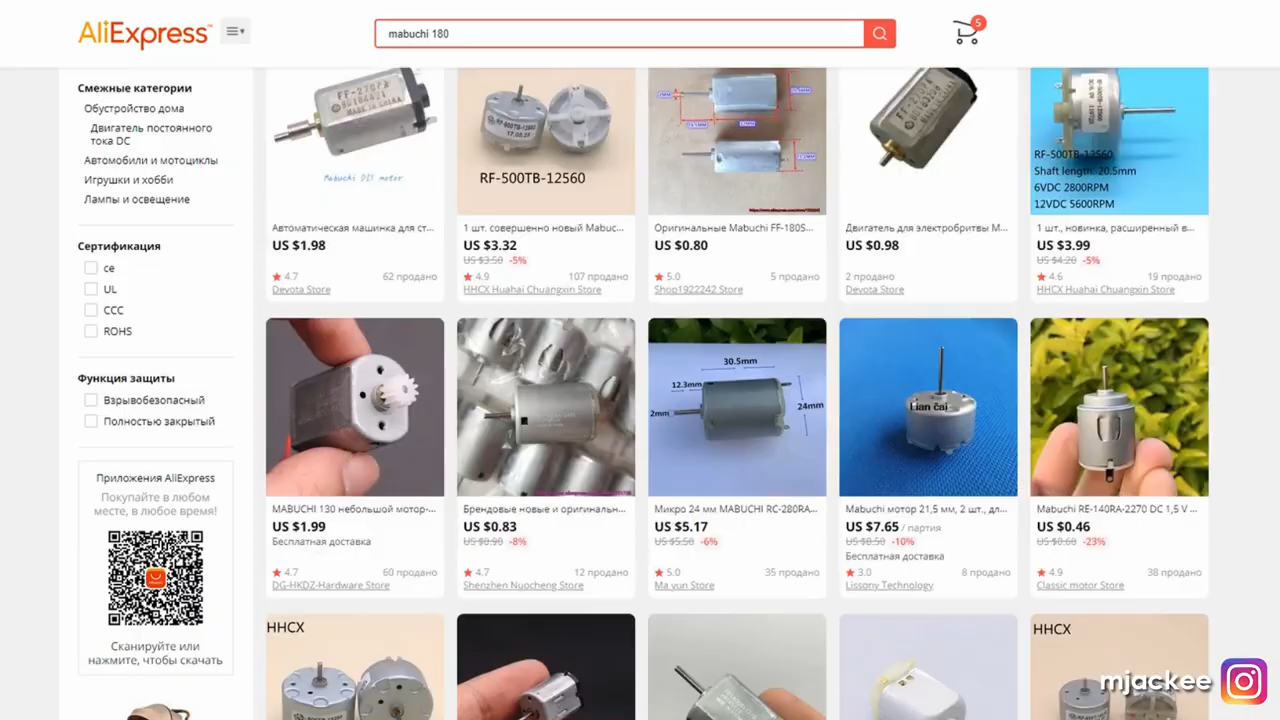 AliExpress™
mabuchi 180
5
Смежные категории
Обустройство дома
Двигатель постоянного
тока DC
Автомобили и мотоциклы
Игрушки и хобби
Лампы и освещение
Сертификация
ce
UL
CCC
ROHS
Функция защиты
Взрывобезопасный
Полностью закрытый
Приложения AliExpress
Покупайте в любом
месте, в любое время!
Сканируйте или
нажмите, чтобы скачать
Mabuchi DIY motor
Автоматическая машинка для ст...
US $1.98
4.7
62 продано
Devota Store
RF-500TB-12560
1 шт. совершенно новый Mabuc...
US $3.32
US $3.50 -5%
4.9
107 продано
HHCX Huahai Chuangxin Store
Оригинальные Mabuchi FF-180S...
US $0.80
5.0
5 продано
Shop1922242 Store
Двигатель для электробритвы M...
US $0.98
2 продано
Devota Store
RF-500TB-12560
Shaft length: 20.5mm
6VDC 2800RPM
12VDC 5600RPM
1 шт., новинка, расширенный в...
US $3.99
US $4.20 -5%
4.6
19 продано
HHCX Huahai Chuangxin Store
MABUCHI 130 небольшой мотор-...
US $1.99
Бесплатная доставка
4.7
60 продано
DG-HKDZ-Hardware Store
Брендовые новые и оригинальн...
US $0.83
US $0.90 -8%
4.7
12 продано
Shenzhen Nuocheng Store
30.5mm
12.3mm
2mm
24mm
Микро 24 мм MABUCHI RC-280RA...
US $5.17
US $5.50 -6%
5.0
35 продано
Ma yun Store
Lian cai
Mabuchi мотор 21,5 мм, 2 шт., дл...
US $7.65 / партия
US $8.50 -10%
Бесплатная доставка
3.0
8 продано
Lissony Technology
Mabuchi RE-140RA-2270 DC 1,5 V ...
US $0.46
US $0.60 -23%
4.9
38 продано
Classic motor Store
HHCX
HHCX
mjackee